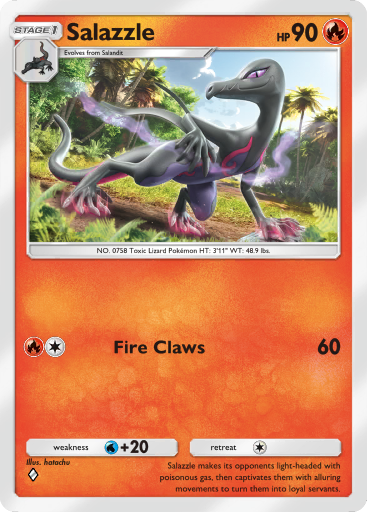 STAGE 1
Salazzle
HP 90
Evolves from Salandit
NO. 0758 Toxic Lizard Pokémon HT: 3'11" WT: 48.9 lbs.
Fire Claws 60
weakness +20 retreat
Illus. hatachu
Salazzle makes its opponents light-headed with
poisonous gas, then captivates them with alluring
movements to turn them into loyal servants.